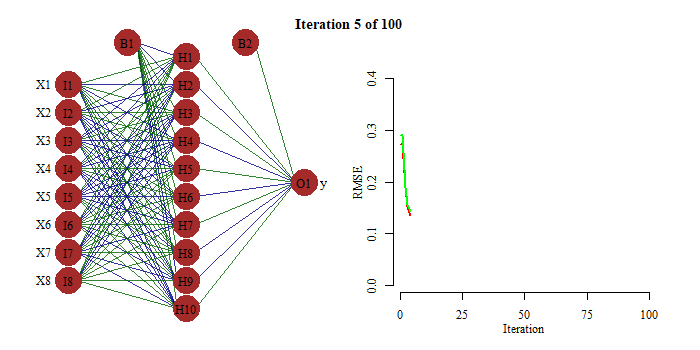 Iteration 5 of 100
B1 B2
H1
X1 I1 H2
X2 I2 H3
X3 I3 H4
X4 I4 H5
X5 I5 H6
X6 I6 H7
X7 I7 H8
X8 I8 H9
H10
O1 y
RMSE
0.4
0.3
0.2
0.1
0.0
0 25 50 75 100
Iteration